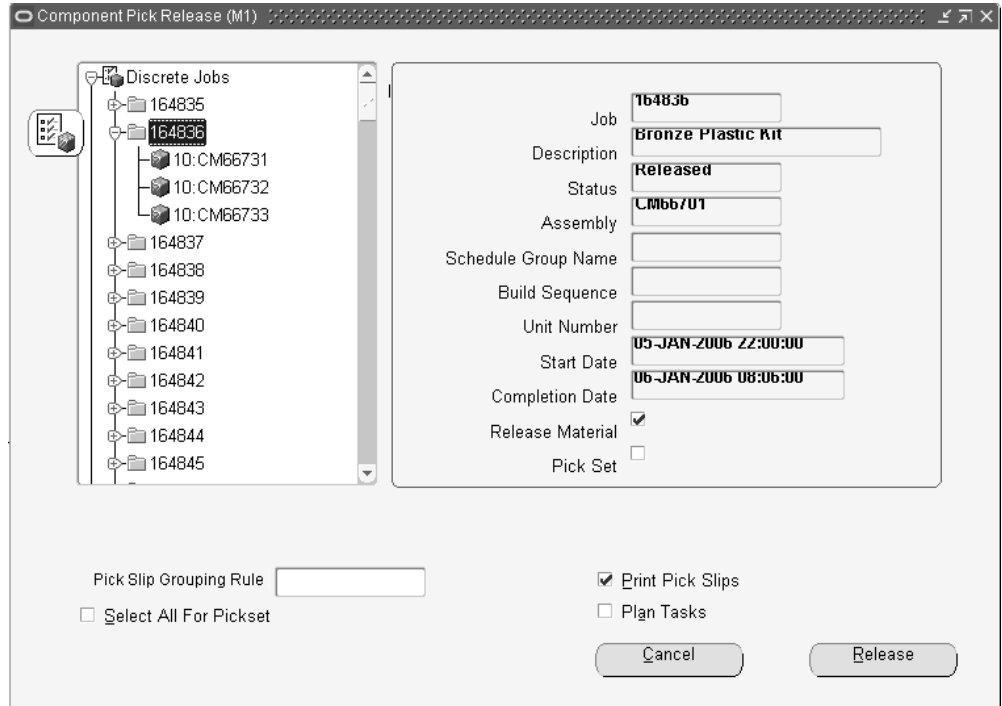 Component Pick Release (M1)
Discrete Jobs
164835
164836
10:CM66731
10:CM66732
10:CM66733
164837
164838
164839
164840
164841
164842
164843
164844
164845
Job 164836
Description Bronze Plastic Kit
Status Released
Assembly CM66701
Schedule Group Name
Build Sequence
Unit Number
Start Date 05-JAN-2006 22:00:00
Completion Date 06-JAN-2006 08:06:00
Release Material
Pick Set
Pick Slip Grouping Rule
Select All For Pickset
Print Pick Slips
Plan Tasks
Cancel
Release